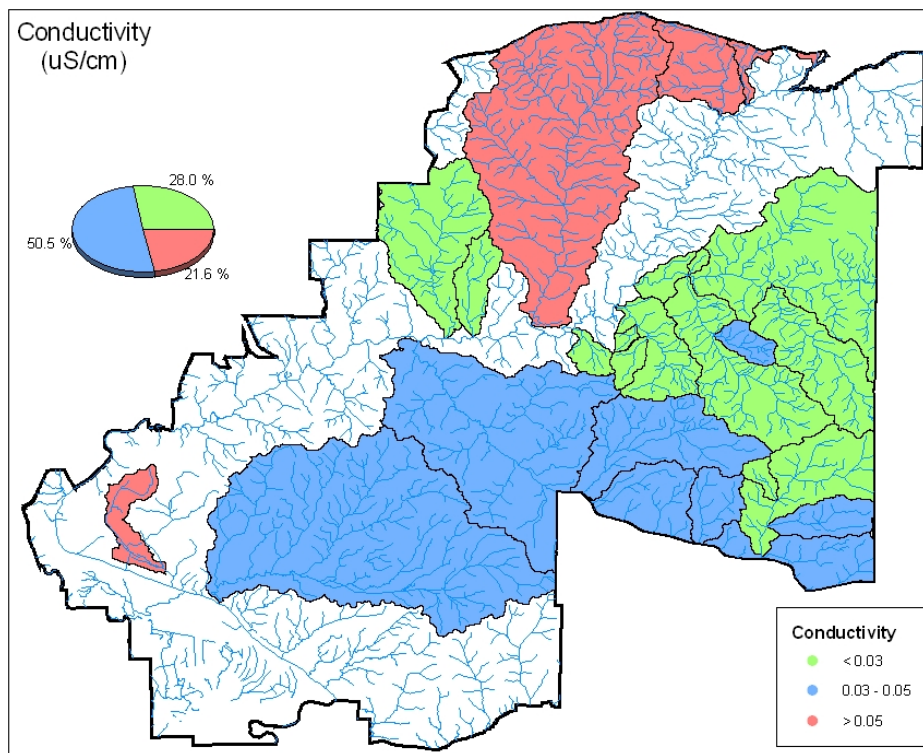 Conductivity
(uS/cm)
28.0 %
50.5 %
21.6 %
Conductivity
<0.03
0.03 - 0.05
>0.05